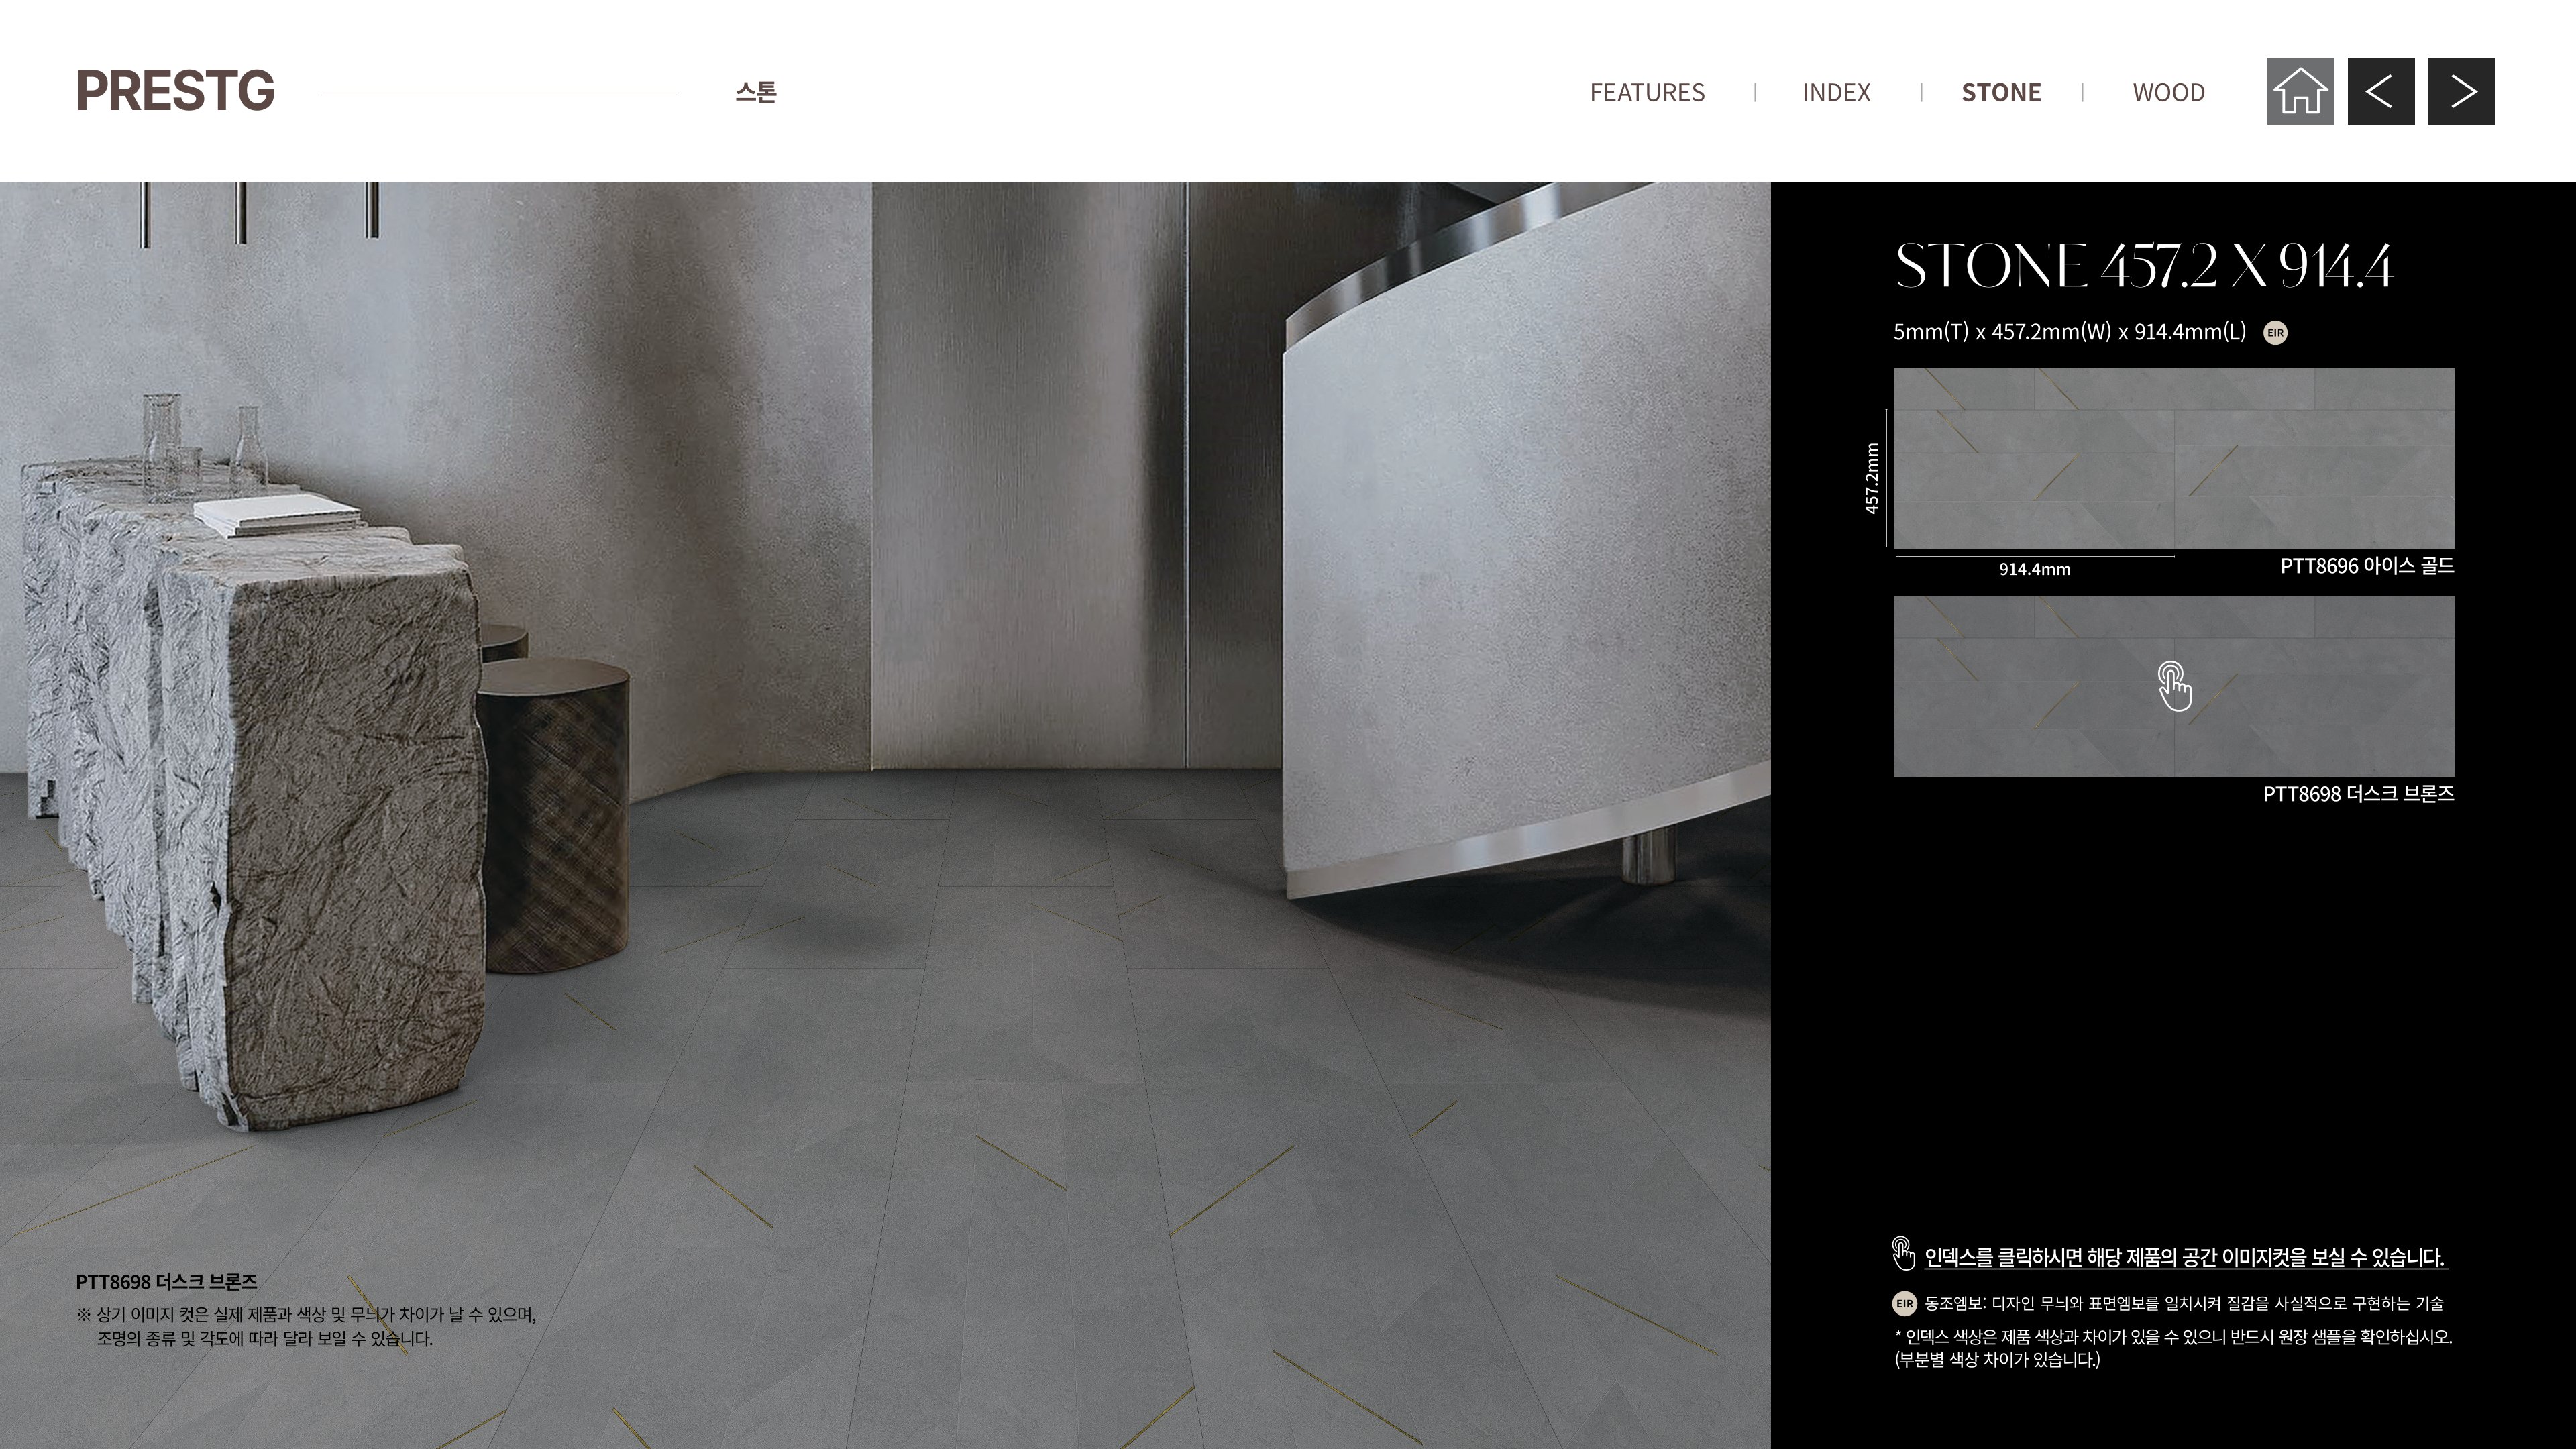 PRESTG
스톤
FEATURES | INDEX | STONE | WOOD
STONE 457.2 X 914.4
5mm(T) x 457.2mm(W) x 914.4mm(L) EIR
457.2mm
914.4mm
PTT8696 아이스 골드
PTT8698 더스크 브론즈
인덱스를 클릭하시면 해당 제품의 공간 이미지컷을 보실 수 있습니다.
EIR 동조엠보: 디자인 무늬와 표면엠보를 일치시켜 질감을 사실적으로 구현하는 기술
* 인덱스 색상은 제품 색상과 차이가 있을 수 있으니 반드시 원장 샘플을 확인하십시오.
(부분별 색상 차이가 있습니다.)
PTT8698 더스크 브론즈
※ 상기 이미지 컷은 실제 제품과 색상 및 무늬가 차이가 날 수 있으며,
조명의 종류 및 각도에 따라 달라 보일 수 있습니다.